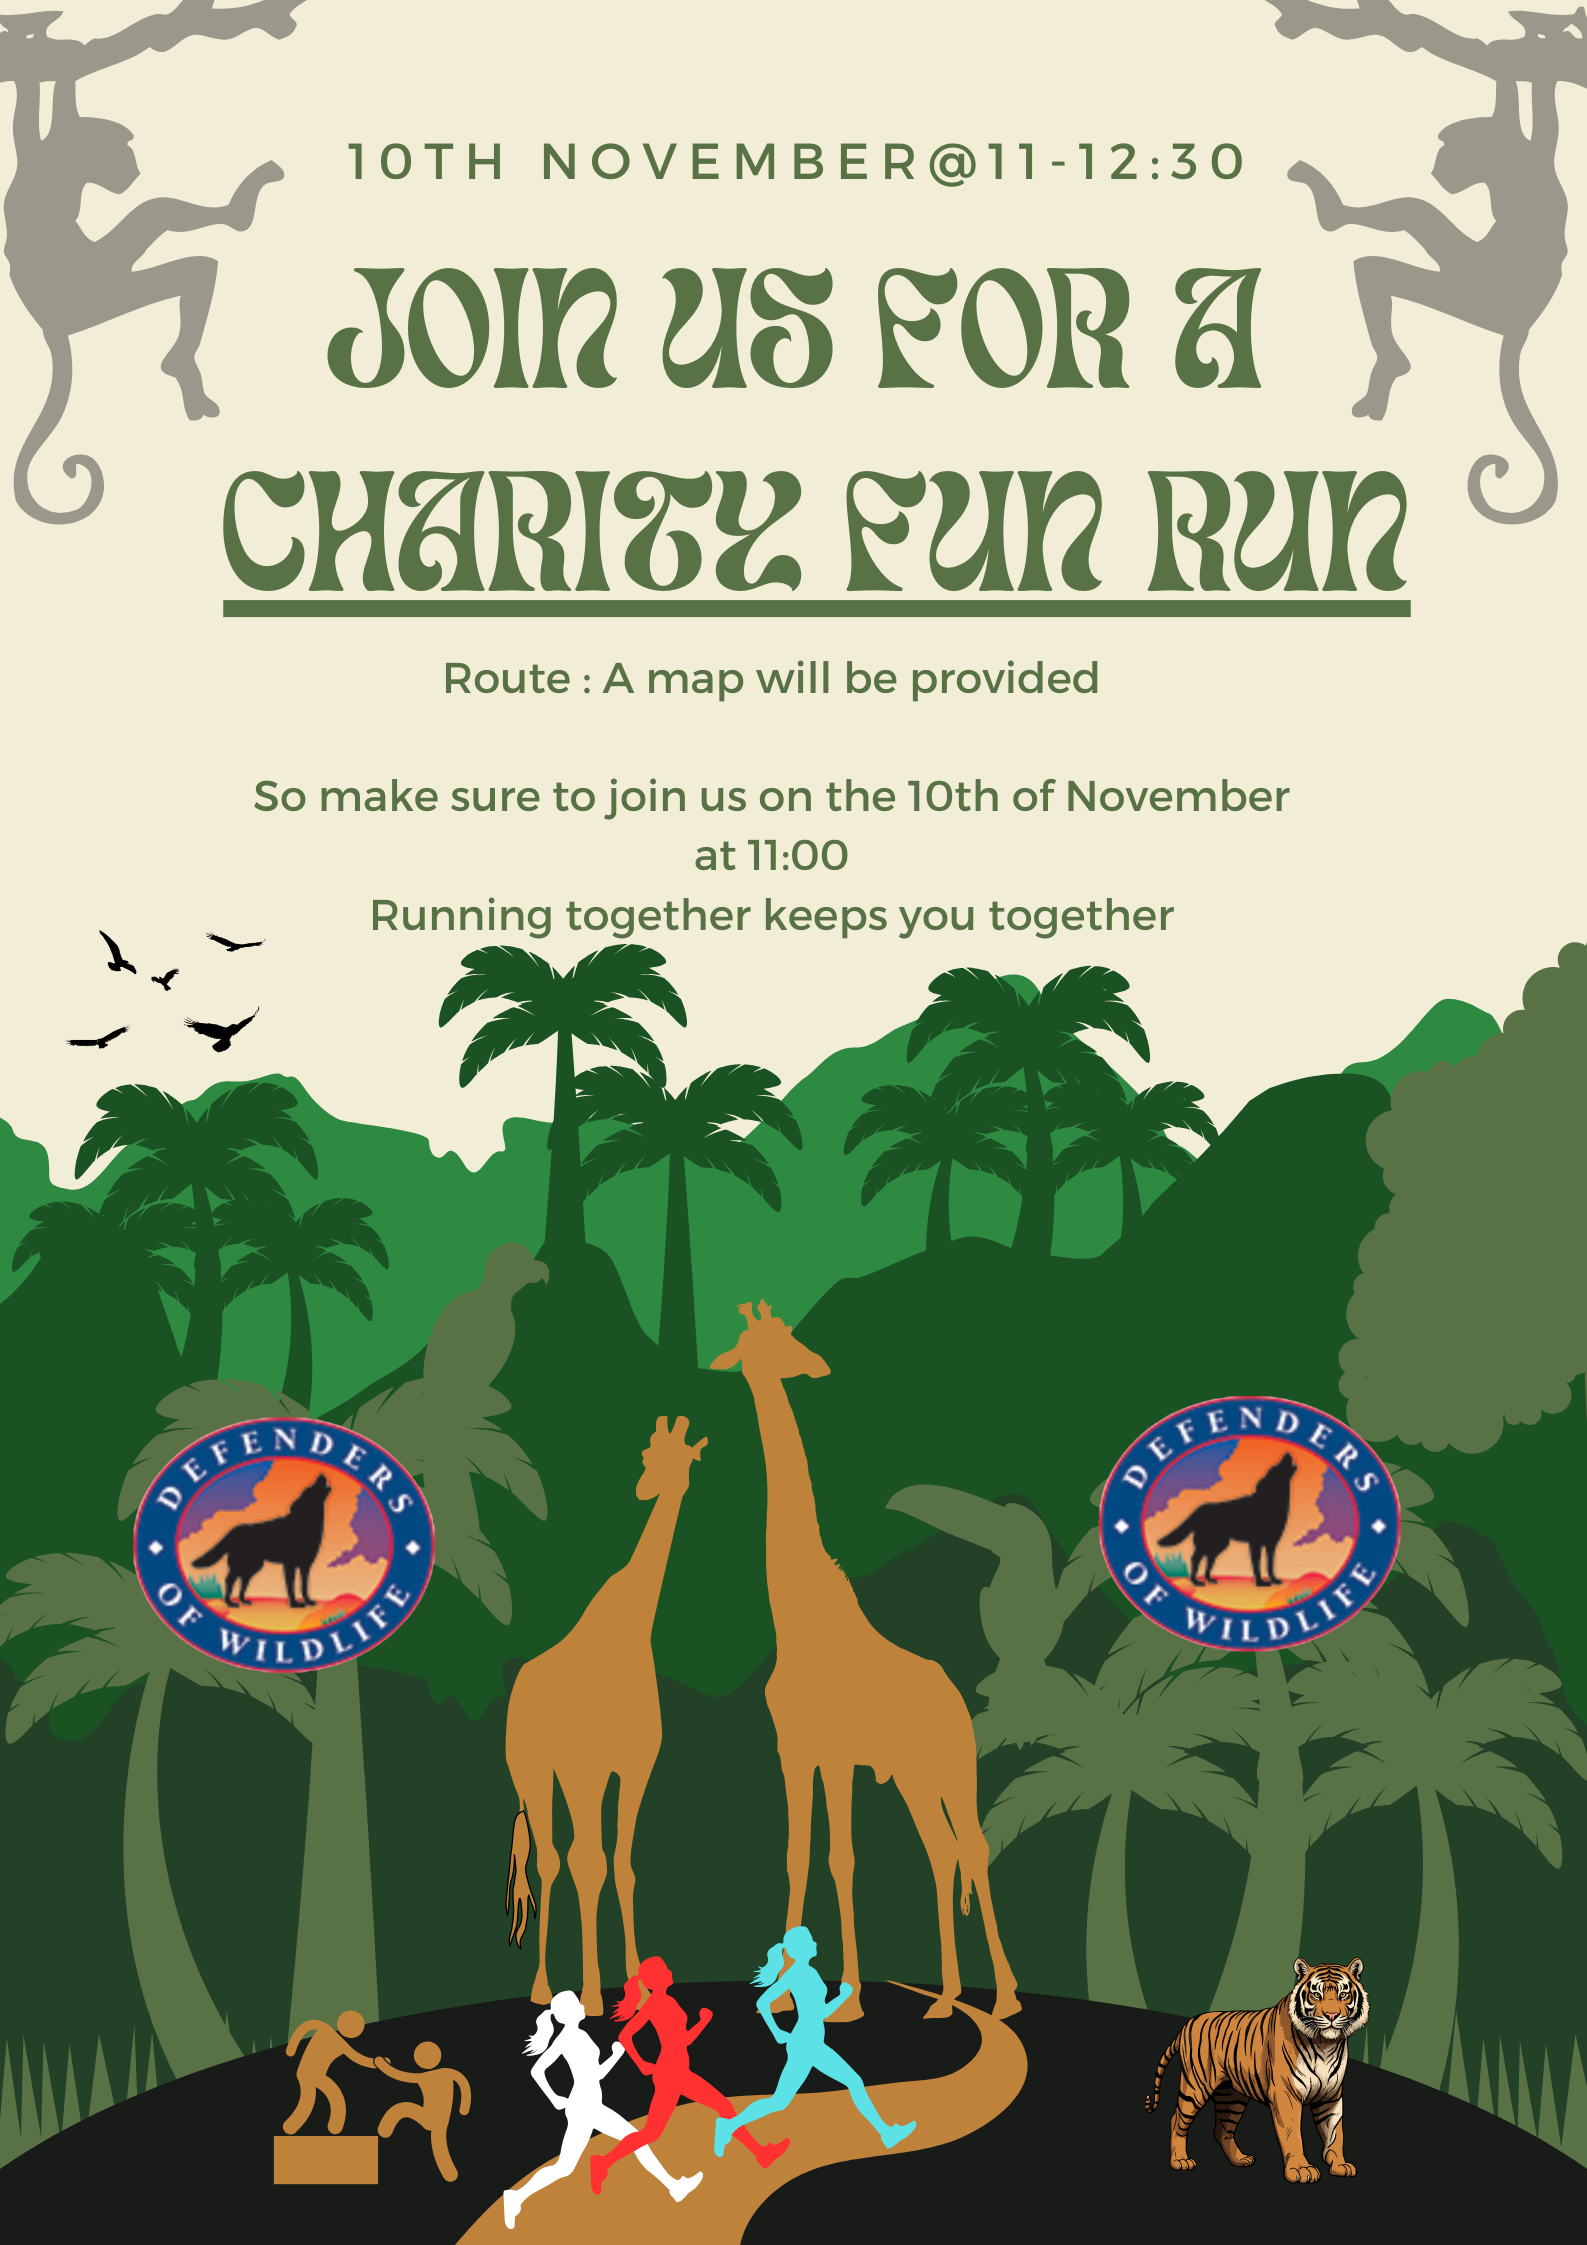 10TH NOVEMBER@11-12:30
JOIN US FOR A
CHARITY FUN RUN
Route : A map will be provided
So make sure to join us on the 10th of November
at 11:00
Running together keeps you together
DEFENDERS
OF WILDLIFE
DEFENDERS
OF WILDLIFE